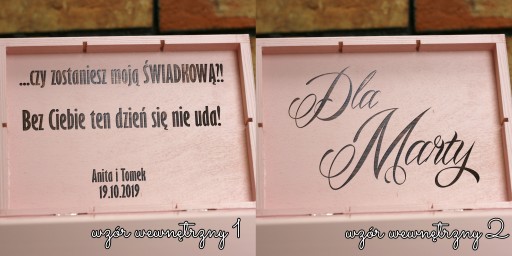 ...czy zostaniesz moją ŚWIADKOWĄ?!
Bez Ciebie ten dzień się nie uda!
Anita i Tomek
19.10.2019
wzór wewnętrzny 1
Dla
Marty
wzór wewnętrzny 2